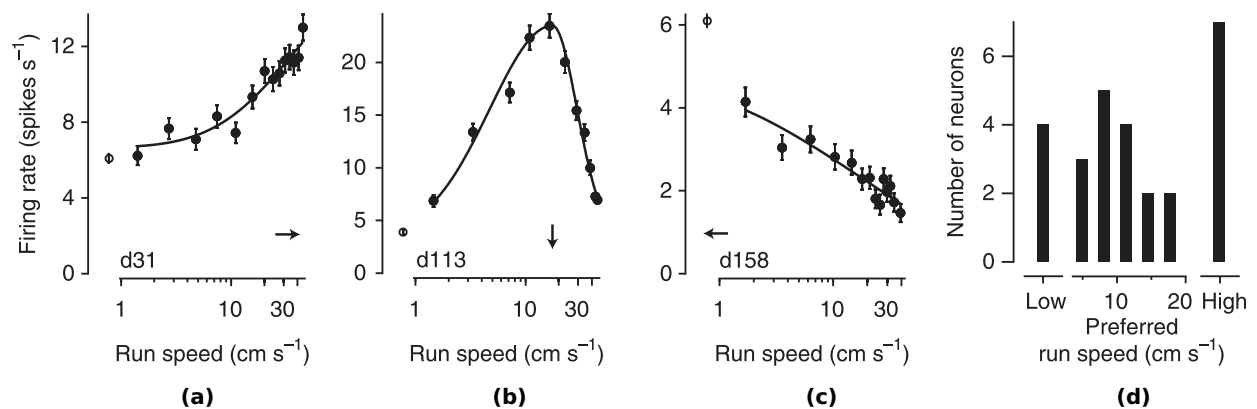 Firing rate (spikes s⁻¹)
12
8
4
0
d31
1
10
30
Run speed (cm s⁻¹)
(a)
20
15
10
5
0
d113
1
10
30
Run speed (cm s⁻¹)
(b)
6
4
2
0
d158
1
10
30
Run speed (cm s⁻¹)
(c)
Number of neurons
6
4
2
0
Low
10
20
High
Preferred
run speed (cm s⁻¹)
(d)